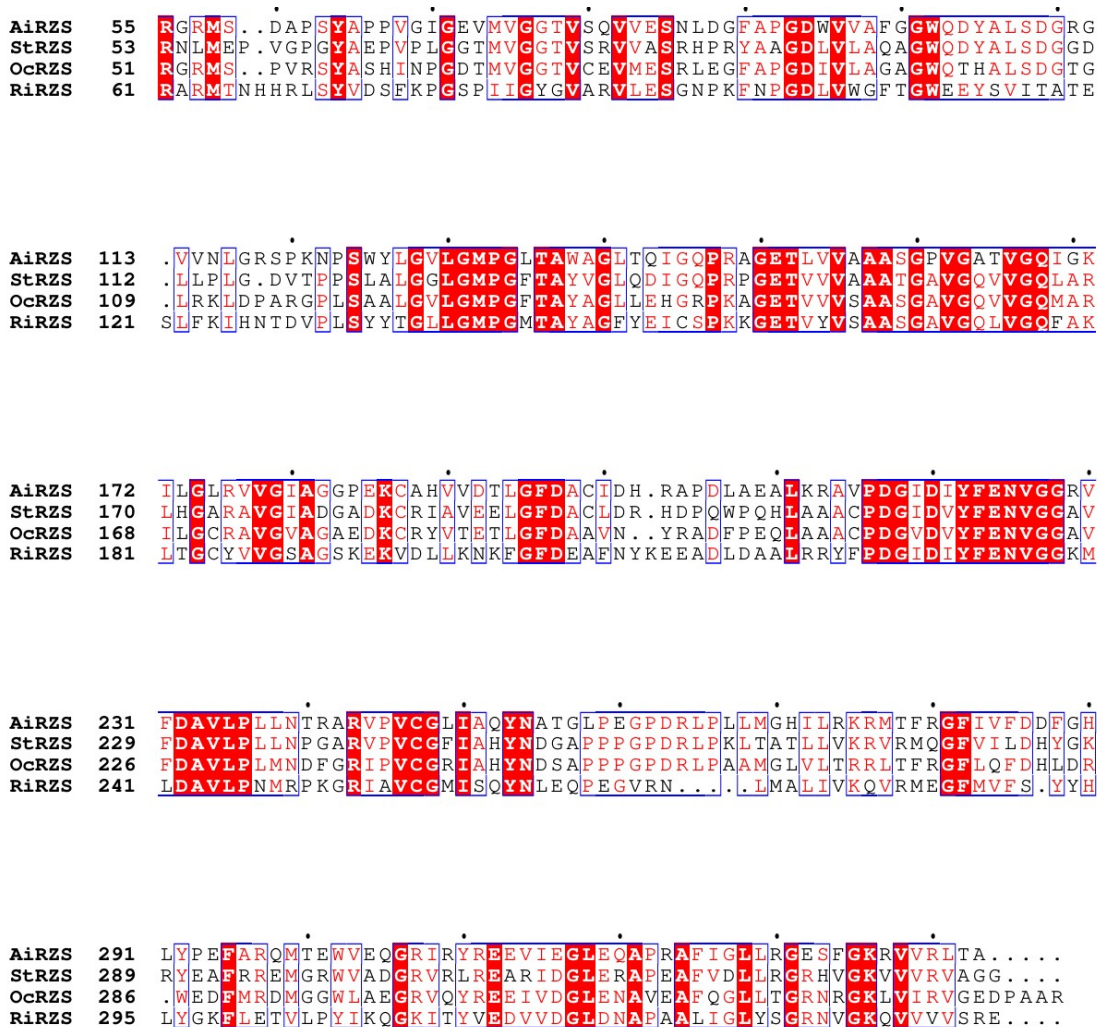 AiRZS 55 RGRMS..DAPSYAPPVGIGEVMVGGTVSQVVESNLDGFAPGDWVVAFGGWQDYALSDGRG
StRZS 53 RNLMEP.VGPGYAEPVPLGGTMVGGTVSRVVASRHPRYAAGDLVLAQAGWQDYALSDGGD
OcRZS 51 RGRMS..PVRSYASHINPGDTMVGGTVCEVMESRLEGFAPGDIVLAGAGWQTHALSDGTG
RiRZS 61 RARMTNHHRLSYVDSFKPGSPIIGYGVARVLESGNPKFNPGDLVWGFTGWEEYSVITATE
AiRZS 113 .VVNLGRSPKNPSWYLGVLGMPGLTAWAGLTQIGQPRAGETLVVAAASGPVGATVGQIGK
StRZS 112 .LLPLG.DVTPPSLALGGLGMPGFTAYVGLQDIGQPRPGETVVVAAATGAVGQVVGQLAR
OcRZS 109 .LRKLDPARGPLSAALGVLGMPGFTAYAGLLEHGRPKAGETVVVSAASGAVGQVVGQMAR
RiRZS 121 SLFKIHNTDVPLSYYTGLLGMPGMTAYAGFYEICSPKKGETVYVSAASGAVGQLVGQFAK
AiRZS 172 ILGLRVVGIAGGPEKCAHVVDTLGFDACIDH.RAPDLAEALKRAVPDGIDIYFENVGGRV
StRZS 170 LHGARAVGIADGADKCRIAVEELGFDACLDR.HDPQWPQHLAAACPDGIDVYFENVGGAV
OcRZS 168 ILGCRAVGVAGAEDKCRYVTETLGFDAAVN..YRADFPEQLAAACPDGVDVYFENVGGAV
RiRZS 181 LTGCYVVGSAGSKEKVDLLKNKFGFDEAFNYKEEADLDAALRRYFPDGIDIYFENVGGKM
AiRZS 231 FDAVLPLLNTRARVPVCGLIAQYNATGLPEGPDRLPLLMGHILRKRMTFRGFIVFDDFGH
StRZS 229 FDAVLPLLNPGARVPVCGFIAHYNDGAPPPGPDRLPKLTATLLVKRVRMQGFVILDHYGK
OcRZS 226 FDAVLPLMNDFGRIPVCGRIAHYNDSAPPPGPDRLPAAMGLVLTRRLTFRGFLQFDHLDR
RiRZS 241 LDAVLPNMRPKGRIAVCGMISQYNLEQPEGVRN....LMALIVKQVRMEGFMVFS.YYH
AiRZS 291 LYPEFARQMTEWVEQGRIRYREEVIEGLEQAPRAFIGLLRGESFGKRVVRLTA.....
StRZS 289 RYEAFRREMGRWVADGRVRLREARIDGLERAPEAFVDLLRGRHVGKVVVRVAGG....
OcRZS 286 .WEDFMRDMGGWLAEGRVQYREEIVDGLENAVEAFQGLLTGRNRGKLVIRVGEDPAAR
RiRZS 295 LYGKFLETVLPYIKQGKITYVEDVVDGLDNAPAALIGLYSGRNVGKQVVVVSRE....